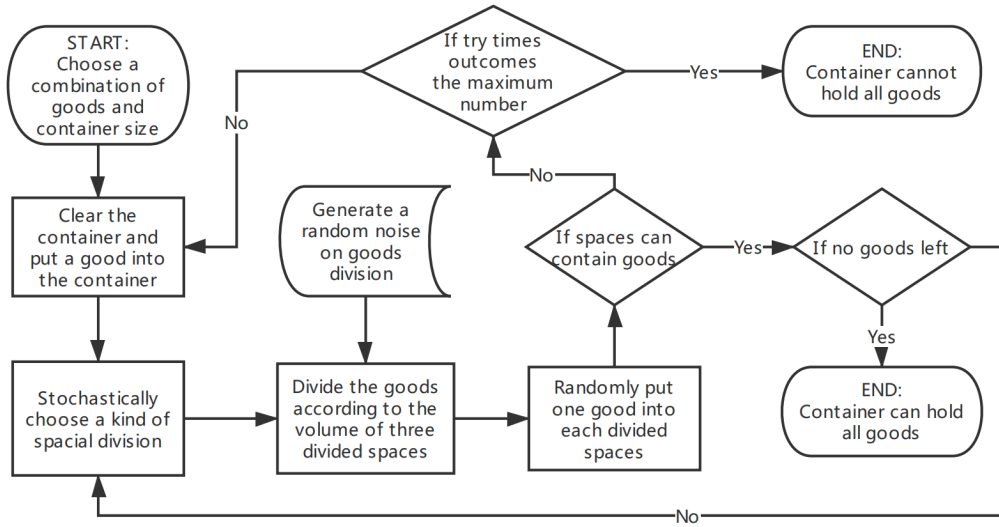 START:
Choose a
combination of
goods and
container size
If try times
outcomes
the maximum
number
Yes
END:
Container cannot
hold all goods
No
Clear the
container and
put a good into
the container
Generate a
random noise
on goods
division
No
If spaces can
contain goods
Yes
If no goods left
Yes
Stochastically
choose a kind of
spacial division
Divide the goods
according to the
volume of three
divided spaces
Randomly put
one good into
each divided
spaces
END:
Container can hold
all goods
No